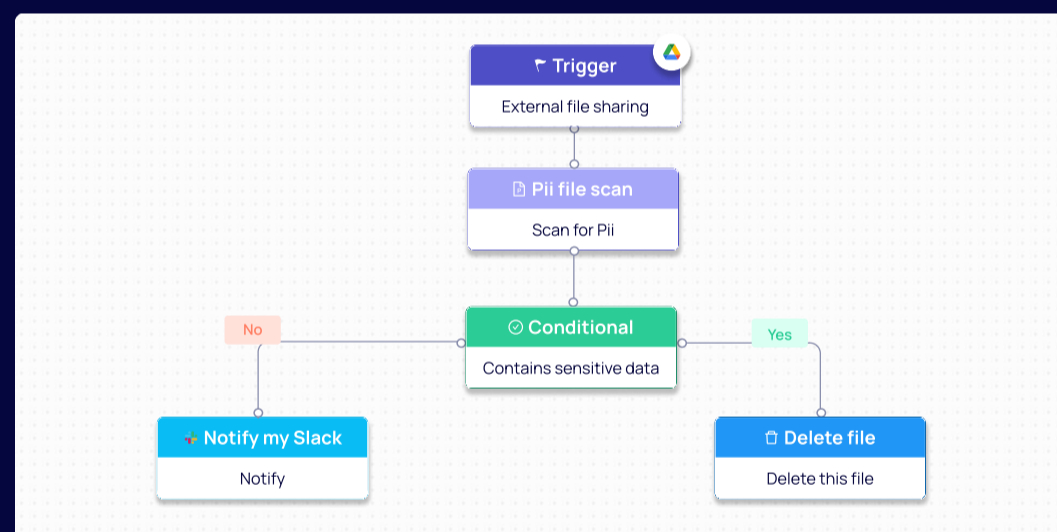 Trigger
External file sharing
Pii file scan
Scan for Pii
Conditional
Contains sensitive data
No
Yes
Notify my Slack
Notify
Delete file
Delete this file